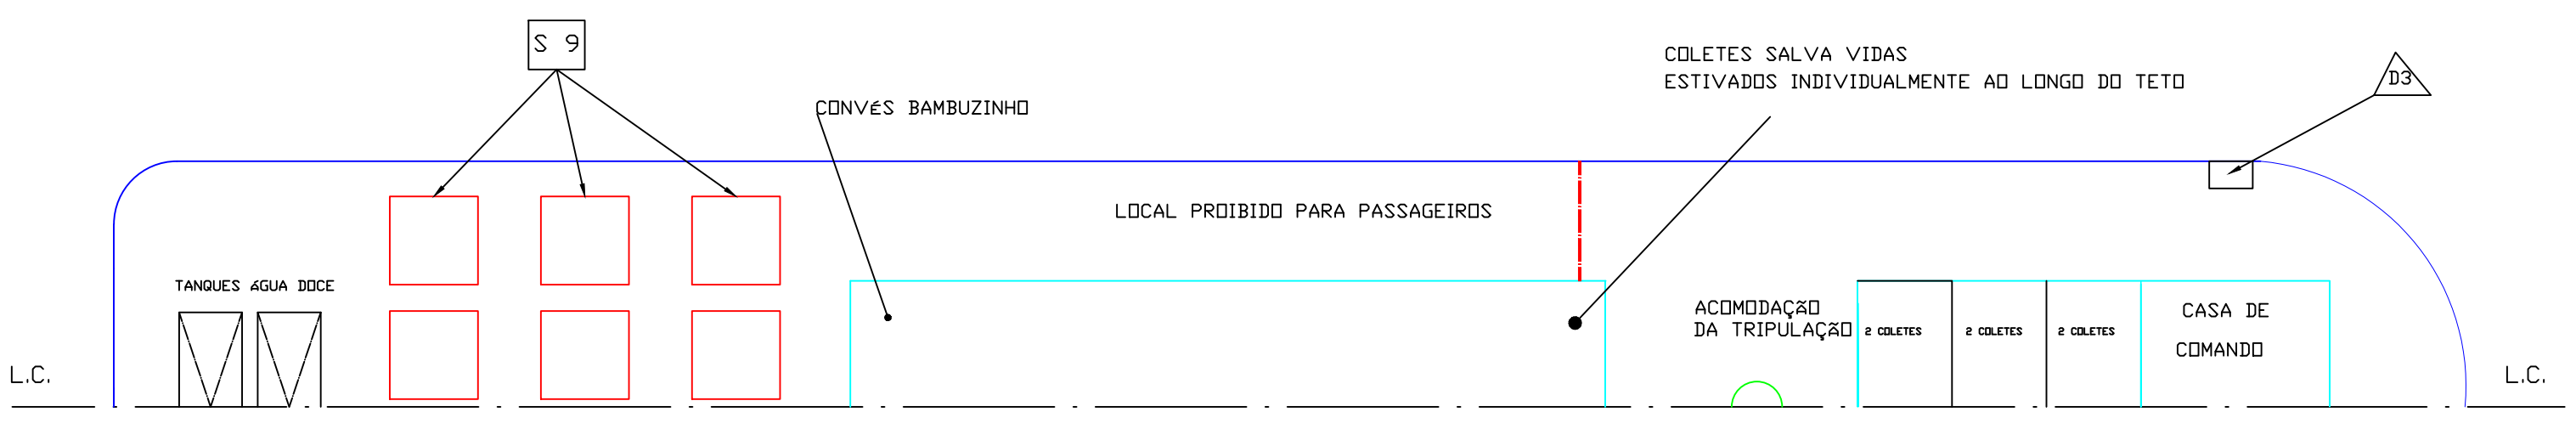 S 9
COLETES SALVA VIDAS
ESTIVADOS INDIVIDUALMENTE AO LONGO DO TETO
D3
CONVÉS BAMBUZINHO
LOCAL PROIBIDO PARA PASSAGEIROS
TANQUES ÁGUA DOCE
ACOMODAÇÃO
DA TRIPULAÇÃO
2 COLETES
2 COLETES
2 COLETES
CASA DE
COMANDO
L.C.
L.C.